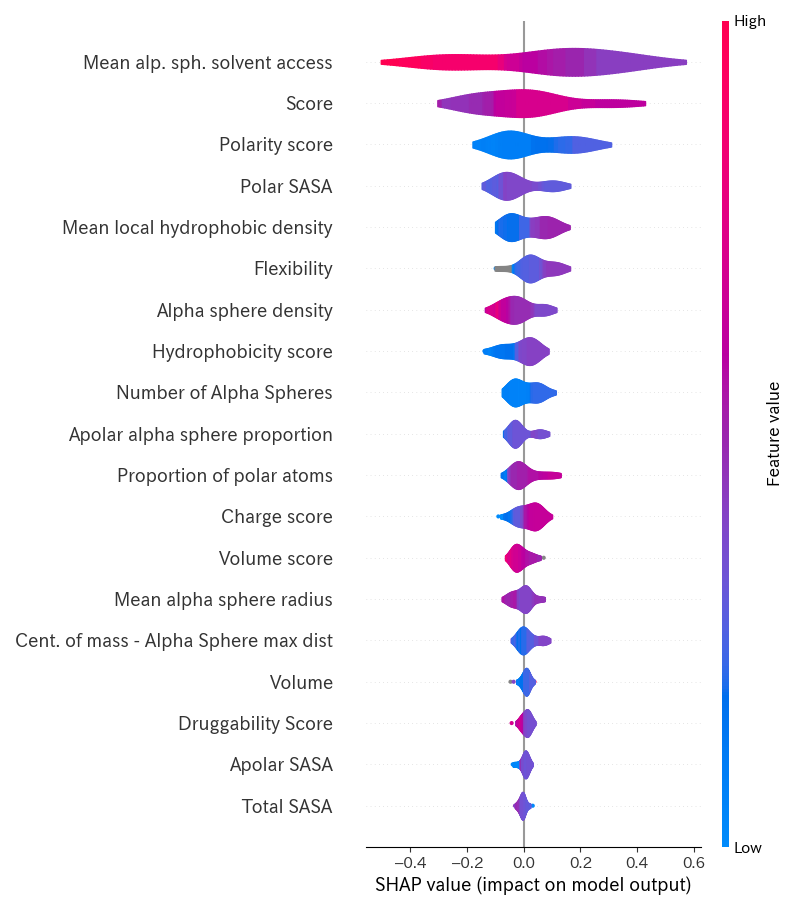 High
Mean alp. sph. solvent access
Score
Polarity score
Polar SASA
Mean local hydrophobic density
Flexibility
Alpha sphere density
Hydrophobicity score
Number of Alpha Spheres
Apolar alpha sphere proportion
Proportion of polar atoms
Charge score
Volume score
Mean alpha sphere radius
Cent. of mass - Alpha Sphere max dist
Volume
Druggability Score
Apolar SASA
Total SASA
Feature value
Low
−0.4 −0.2 0.0 0.2 0.4 0.6
SHAP value (impact on model output)